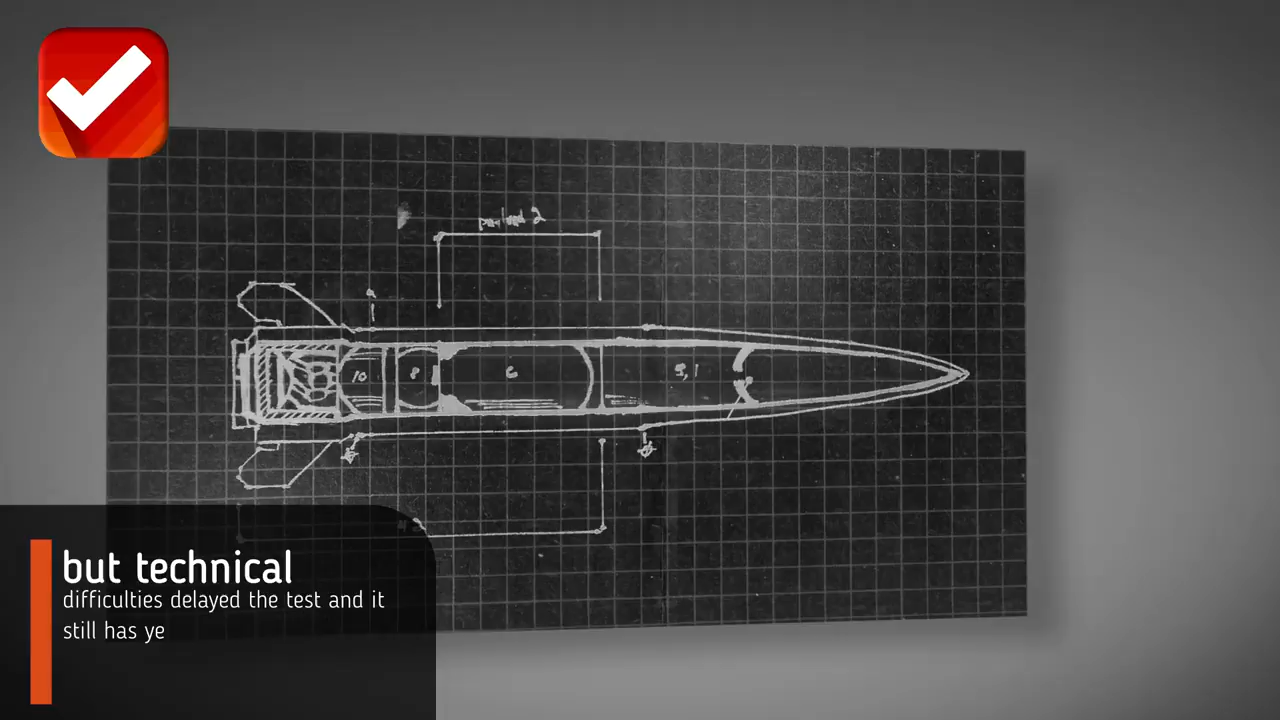 10
8
6
but technical
difficulties delayed the test and it
still has ye